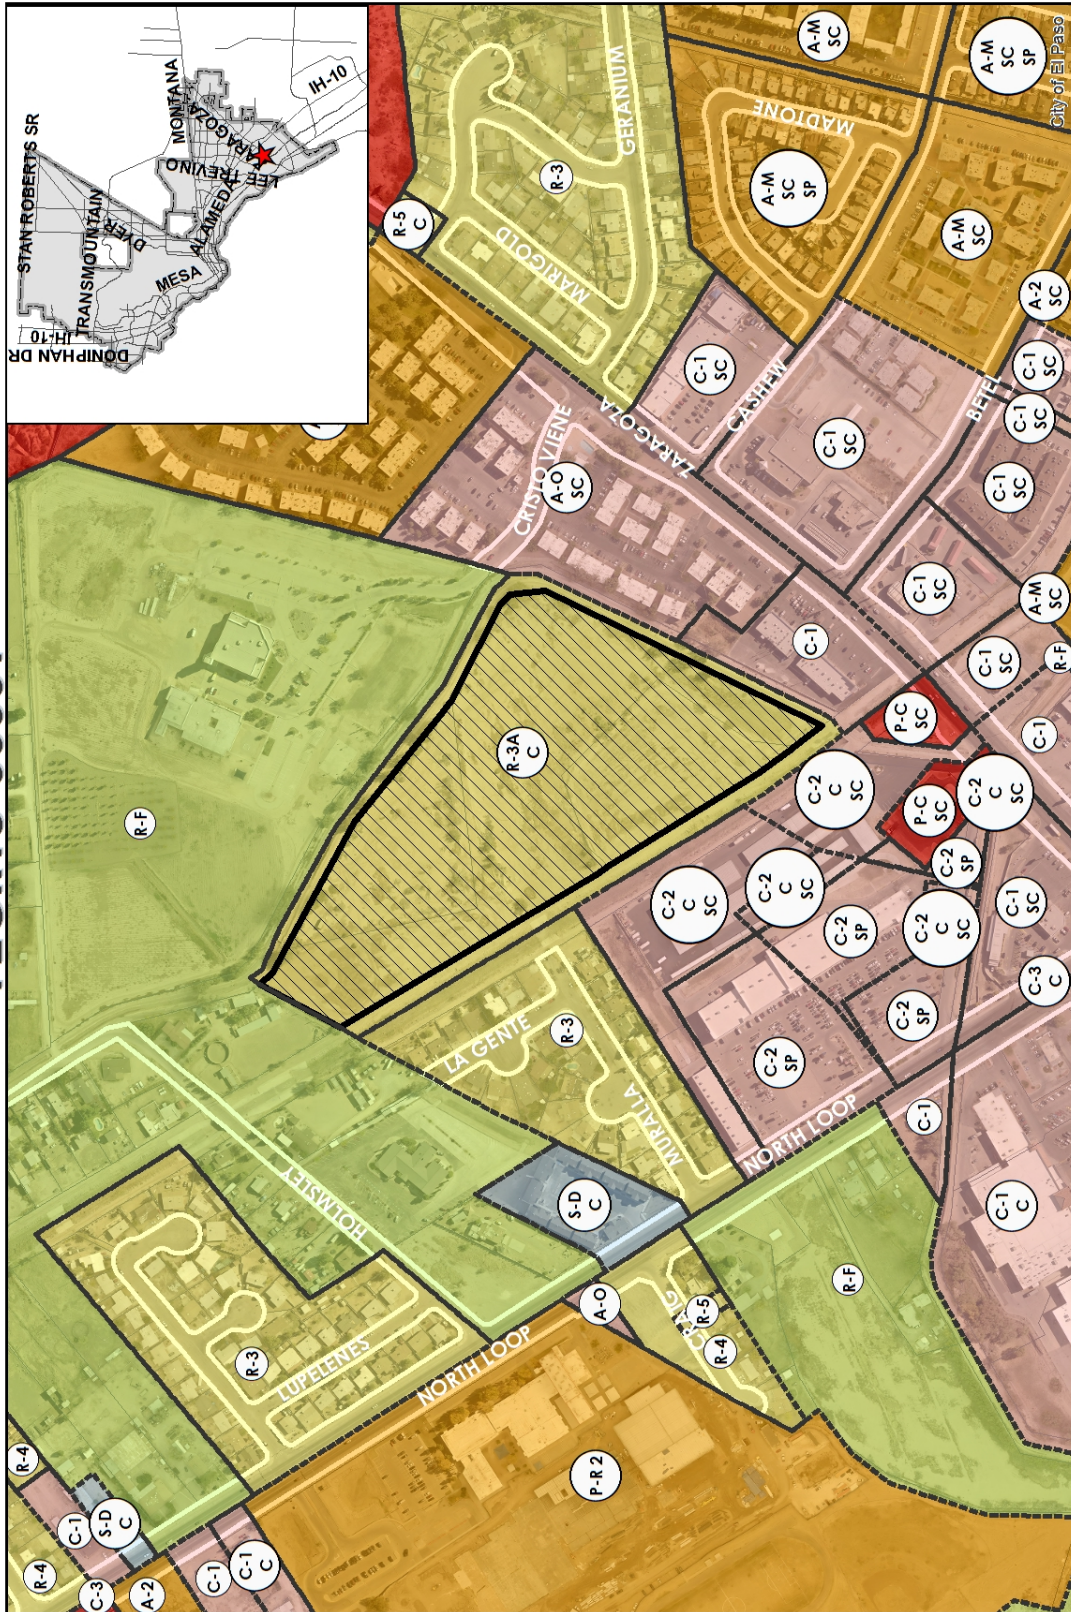 STAN ROBERTS SR
MONTANA
TRANSMOUNTAIN
DYER
LEE TREVINO
ZARAGOZA
IH-10
ALAMEDA
MESA
IH-10
DONIPHAN DR
R-5
C
A-M
SC
A-M
SC
SP
City of El Paso
GERANIUM
R-3
MARIGOLD
MADTONE
A-M
SC
SP
A-M
SC
A-2
SC
C-1
SC
CASHEW
C-1
SC
BETEL
C-1
SC
C-1
SC
C-1
SC
ZARAGOZA
CRISTO VIENE
A-O
SC
C-1
SC
A-M
SC
C-1
C-1
SC
R-F
C-1
P-C
SC
R-3A
C
R-F
C-2
C
SC
P-C
SC
C-2
C
SC
C-2
SP
C-2
C
SC
C-2
C
SC
C-2
SP
C-2
C
SC
C-1
SC
C-3
C
C-2
SP
C-2
SP
LA GENTE
R-3
MURALLA
NORTH LOOP
C-1
C-1
C
HOLMSLEY
S-D
C
R-F
A-O
CRAIG
R-5
R-4
R-3
LUPELENES
NORTH LOOP
P-R 2
R-4
C-1
S-D
C
R-4
C-3
A-2
C-1
C-1
C